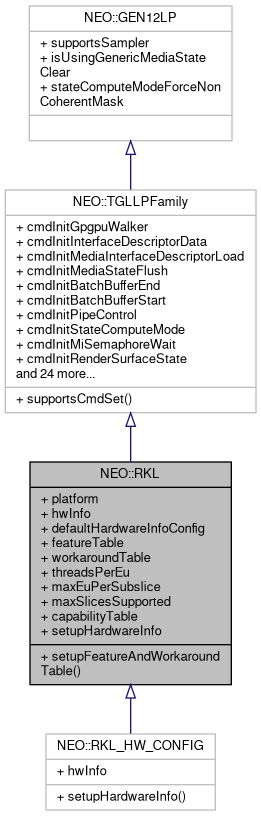 NEO::GEN12LP
+ supportsSampler
+ isUsingGenericMediaState
Clear
+ stateComputeModeForceNon
CoherentMask
NEO::TGLLPFamily
+ cmdInitGpgpuWalker
+ cmdInitInterfaceDescriptorData
+ cmdInitMediaInterfaceDescriptorLoad
+ cmdInitMediaStateFlush
+ cmdInitBatchBufferEnd
+ cmdInitBatchBufferStart
+ cmdInitPipeControl
+ cmdInitStateComputeMode
+ cmdInitMiSemaphoreWait
+ cmdInitRenderSurfaceState
and 24 more...
+ supportsCmdSet()
NEO::RKL
+ platform
+ hwInfo
+ defaultHardwareInfoConfig
+ featureTable
+ workaroundTable
+ threadsPerEu
+ maxEuPerSubslice
+ maxSlicesSupported
+ capabilityTable
+ setupHardwareInfo
+ setupFeatureAndWorkaround
Table()
NEO::RKL_HW_CONFIG
+ hwInfo
+ setupHardwareInfo()